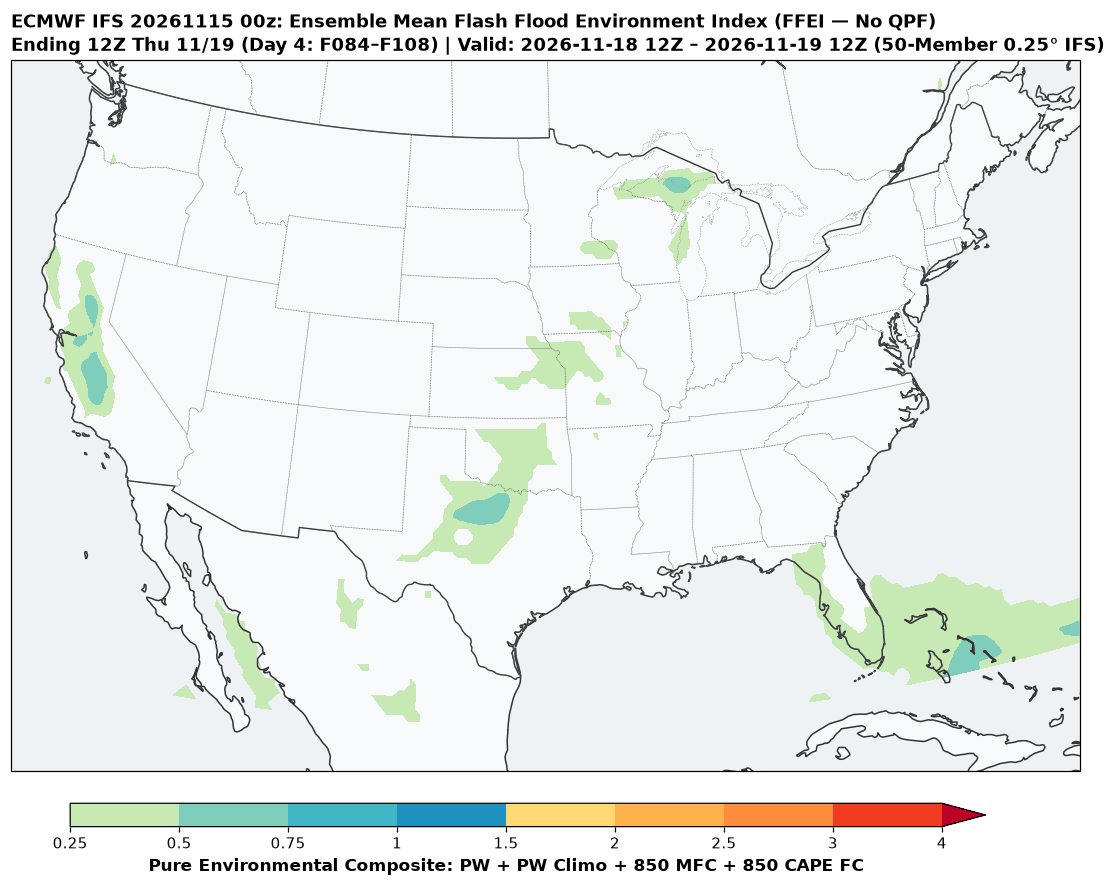 ECMWF IFS 20261115 00z: Ensemble Mean Flash Flood Environment Index (FFEI — No QPF)
Ending 12Z Thu 11/19 (Day 4: F084–F108) | Valid: 2026-11-18 12Z – 2026-11-19 12Z (50-Member 0.25° IFS)
0.25 0.5 0.75 1 1.5 2 2.5 3 4
Pure Environmental Composite: PW + PW Climo + 850 MFC + 850 CAPE FC